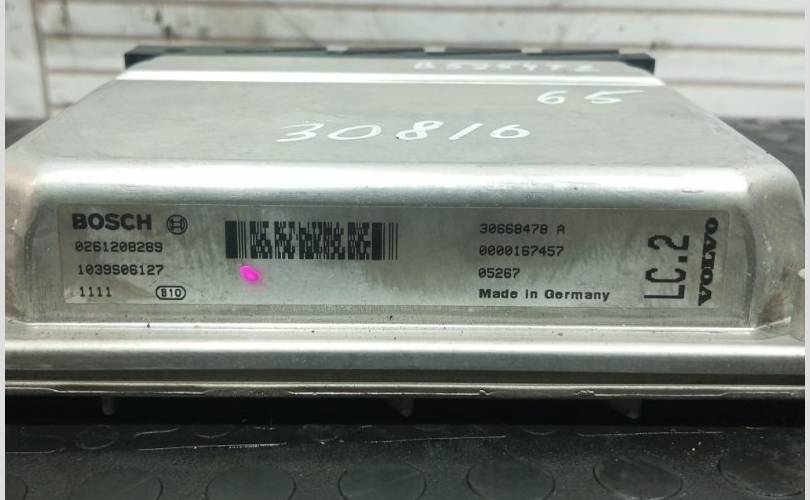 65
30816
BOSCH
0261208289
1039S06127
1111 B10
30668478 A
0000167457
05267
Made in Germany
LC.2
VOLVO